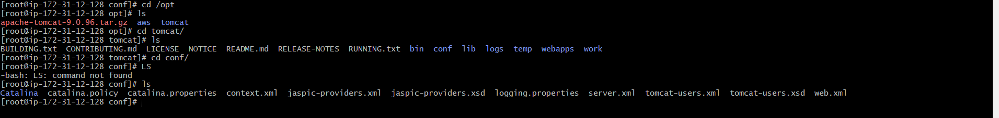 [root@ip-172-31-12-128 conf]# cd /opt
[root@ip-172-31-12-128 opt]# ls
apache-tomcat-9.0.96.tar.gz  aws  tomcat
[root@ip-172-31-12-128 opt]# cd tomcat/
[root@ip-172-31-12-128 tomcat]# ls
BUILDING.txt  CONTRIBUTING.md  LICENSE  NOTICE  README.md  RELEASE-NOTES  RUNNING.txt  bin  conf  lib  logs  temp  webapps  work
[root@ip-172-31-12-128 tomcat]# cd conf/
[root@ip-172-31-12-128 conf]# LS
-bash: LS: command not found
[root@ip-172-31-12-128 conf]# ls
Catalina  catalina.policy  catalina.properties  context.xml  jaspic-providers.xml  jaspic-providers.xsd  logging.properties  server.xml  tomcat-users.xml  tomcat-users.xsd  web.xml
[root@ip-172-31-12-128 conf]#